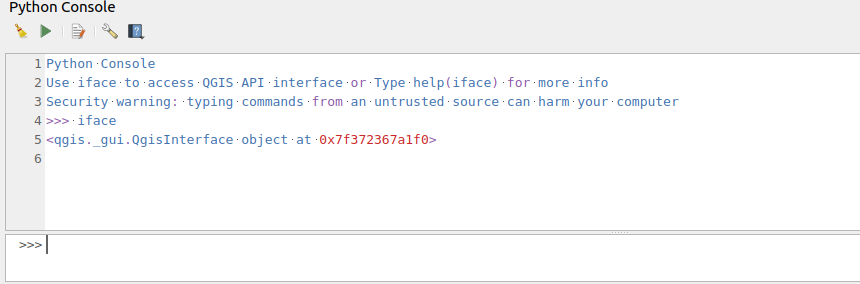 Python Console
1 Python Console
2 Use iface to access QGIS API interface or Type help(iface) for more info
3 Security warning: typing commands from an untrusted source can harm your computer
4 >>> iface
5 <qgis._gui.QgisInterface object at 0x7f372367a1f0>
6
>>>